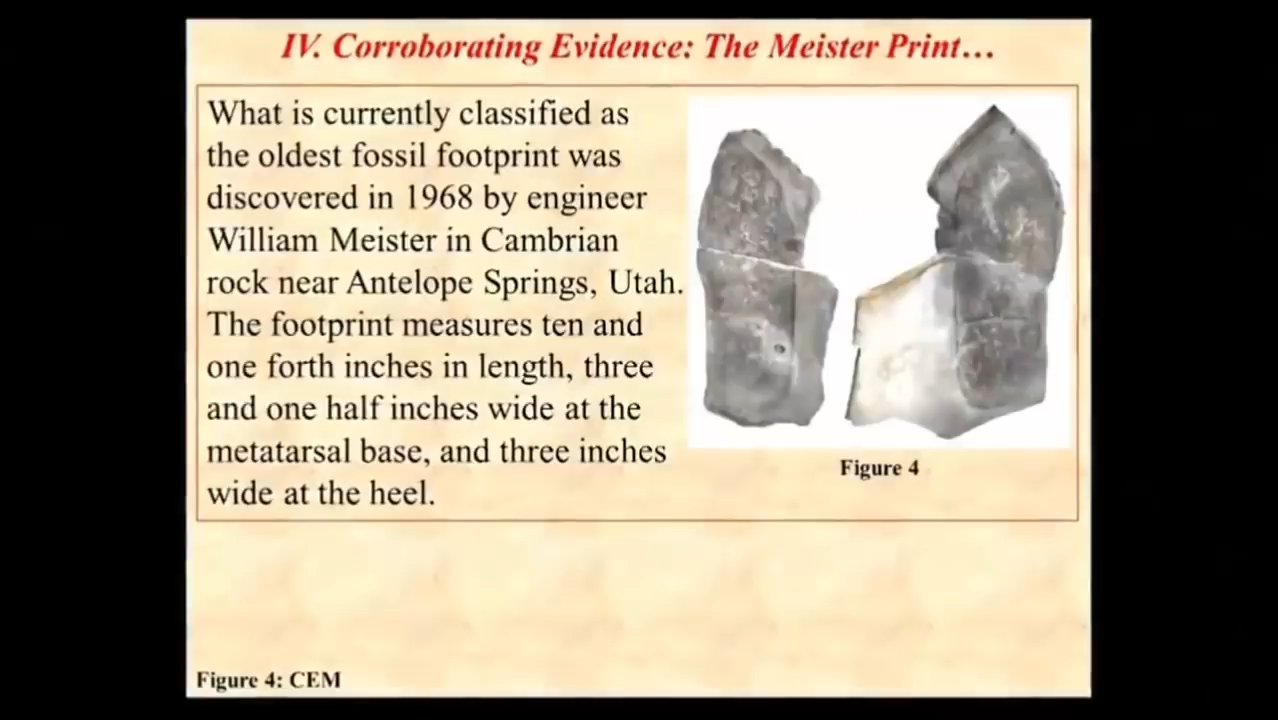 IV. Corroborating Evidence: The Meister Print…
What is currently classified as
the oldest fossil footprint was
discovered in 1968 by engineer
William Meister in Cambrian
rock near Antelope Springs, Utah.
The footprint measures ten and
one forth inches in length, three
and one half inches wide at the
metatarsal base, and three inches
wide at the heel.
Figure 4
Figure 4: CEM